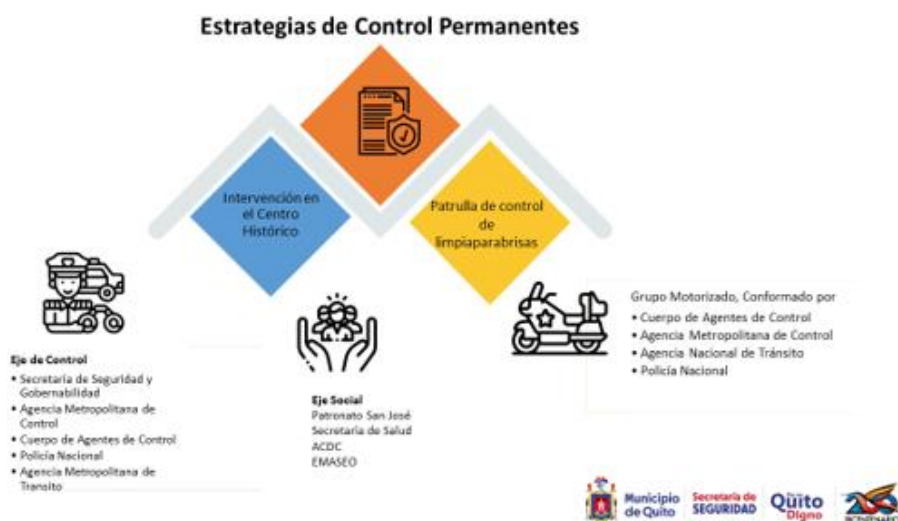 Estrategias de Control Permanentes
Intervención en
el Centro
Histórico
Patrulla de control
de
limpiaparabrisas
Eje de Control
• Secretaría de Seguridad y
Gobernabilidad
• Agencia Metropolitana de
Control
• Cuerpo de Agentes de Control
• Policía Nacional
• Agencia Metropolitana de
Transito
Eje Social
Patronato San José
Secretaría de Salud
ACDC
EMASEO
Grupo Motorizado, Conformado por
• Cuerpo de Agentes de Control
• Agencia Metropolitana de Control
• Agencia Nacional de Tránsito
• Policía Nacional
Municipio
de Quito
Secretaría de
SEGURIDAD
Quito
Digno
BICENTENARIO